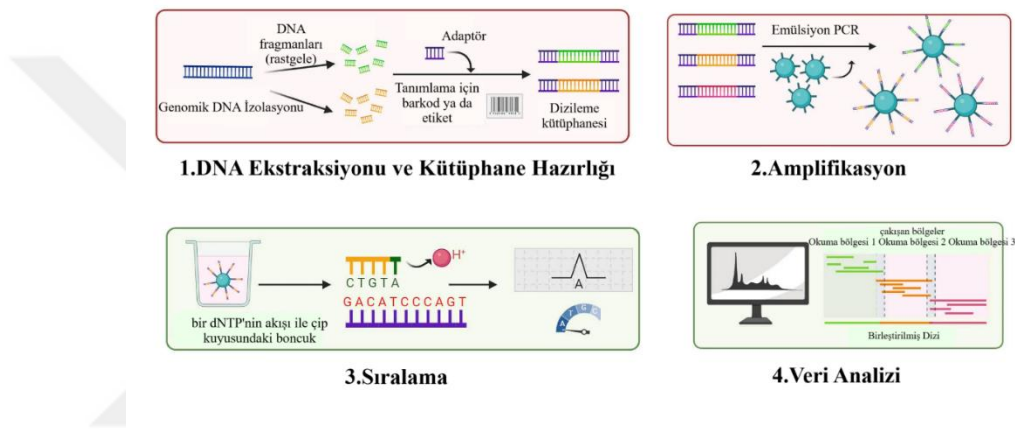 DNA
fragmanları
(rastgele)
Genomik DNA İzolasyonu
Adaptör
Tanımlama için
barkod ya da
etiket
Dizileme
kütüphanesi
1.DNA Ekstraksiyonu ve Kütüphane Hazırlığı
Emülsiyon PCR
2.Amplifikasyon
bir dNTP'nin akışı ile çip
kuyusundaki boncuk
H+
CTGTA
GACATCCCAGT
A
3.Sıralama
çakışan bölgeler
Okuma bölgesi 1 Okuma bölgesi 2 Okuma bölgesi 3
Birleştirilmiş Dizi
4.Veri Analizi